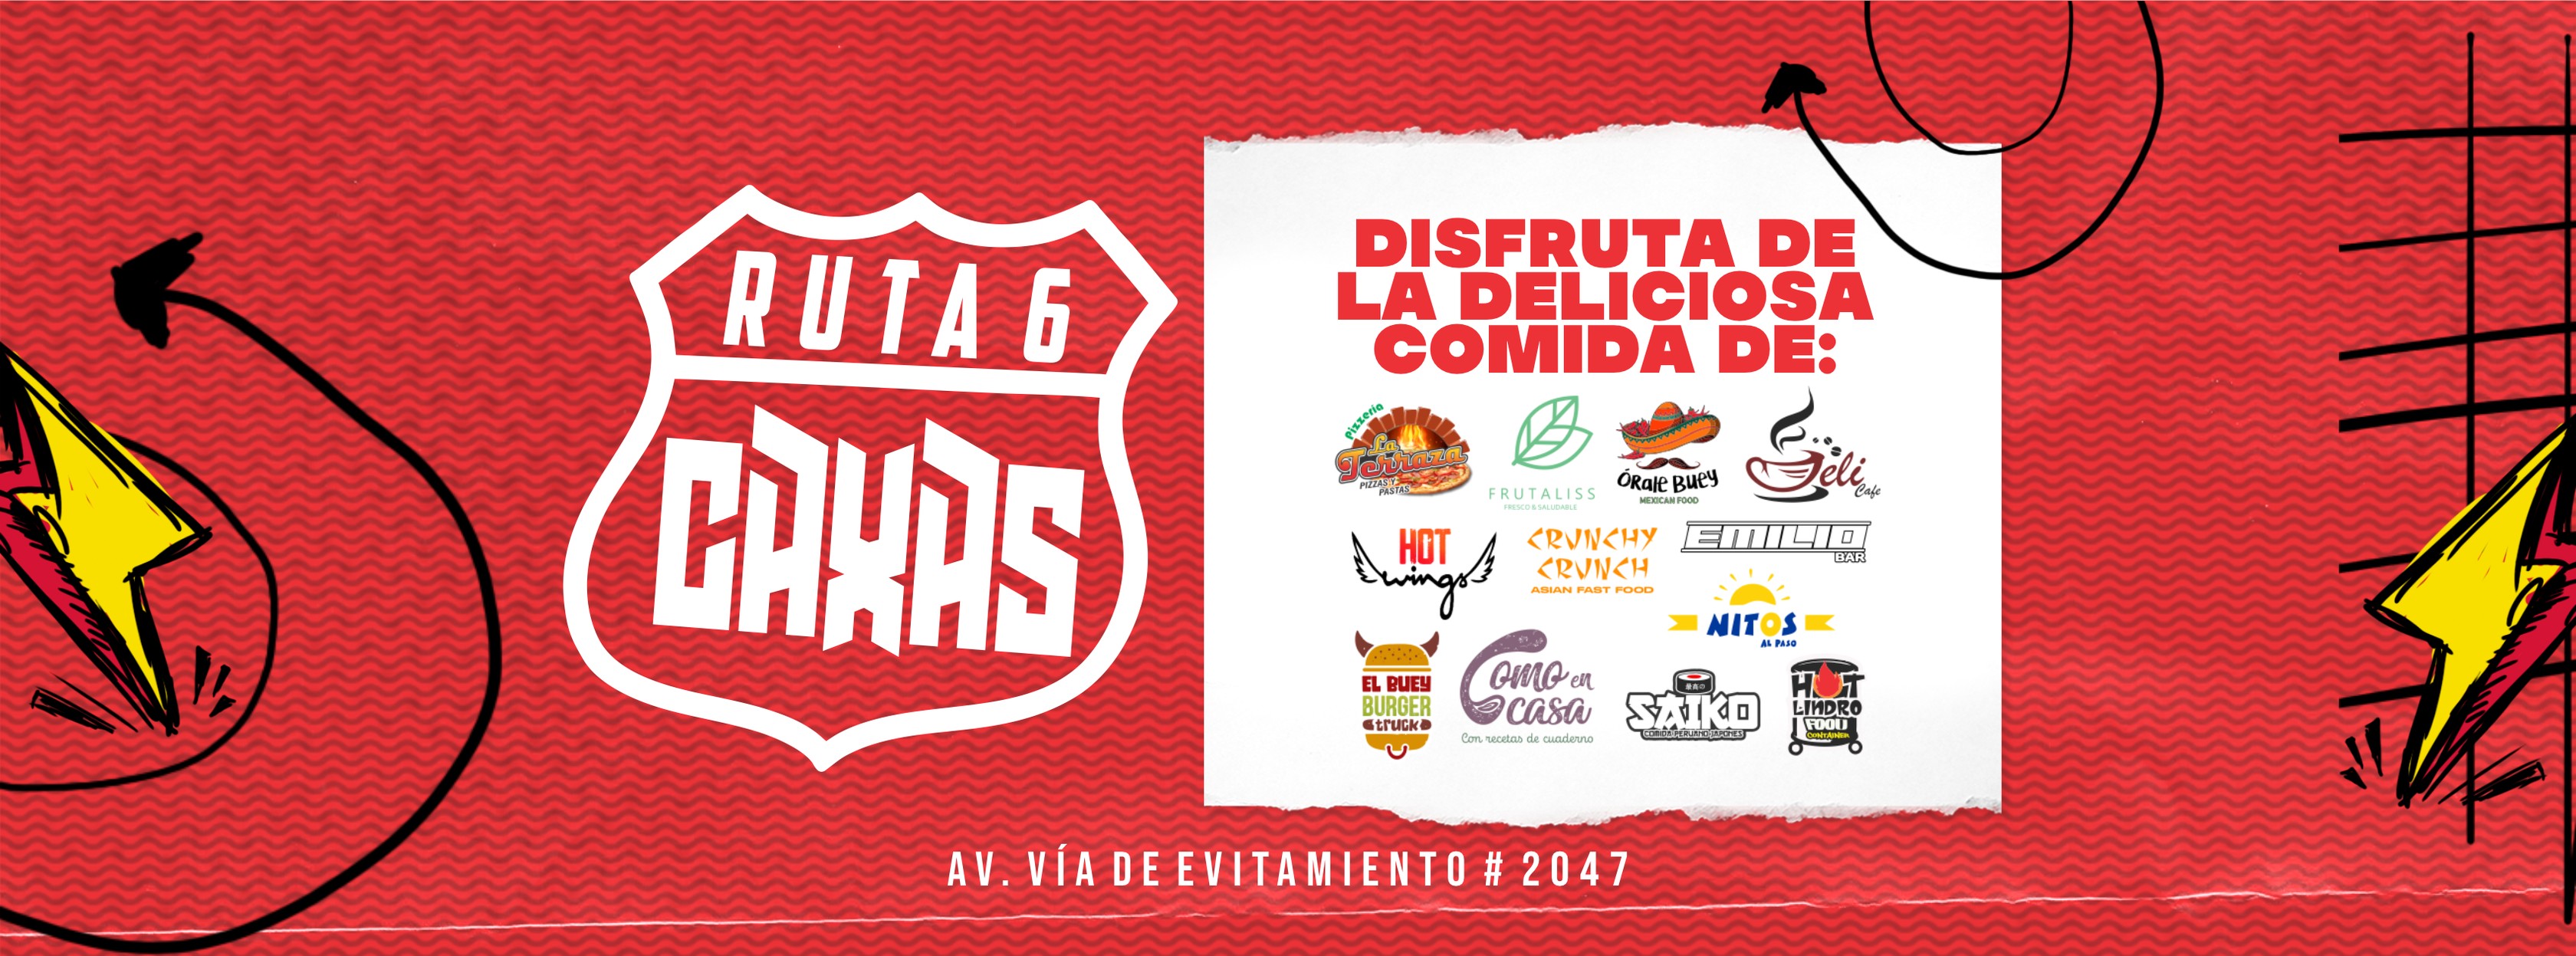 RUTA 6
CAXAS
DISFRUTA DE
LA DELICIOSA
COMIDA DE:
Pizzería
La
Terraza
PIZZAS Y
PASTAS
FRUTALISS
FRESCO & SALUDABLE
ÓRALE BUEY
MEXICAN FOOD
Deli
Cafe
HOT
wings
CRUNCHY
CRUNCH
ASIAN FAST FOOD
EMILIO
BAR
NITOS
AL PASO
EL BUEY
BURGER
truck
Como en
casa
Con recetas de cuaderno
最高の
SAIKO
COMIDA PERUANO JAPONES
HOT
LINDRO
FOOD
CONTAINER
AV. VÍA DE EVITAMIENTO # 2047